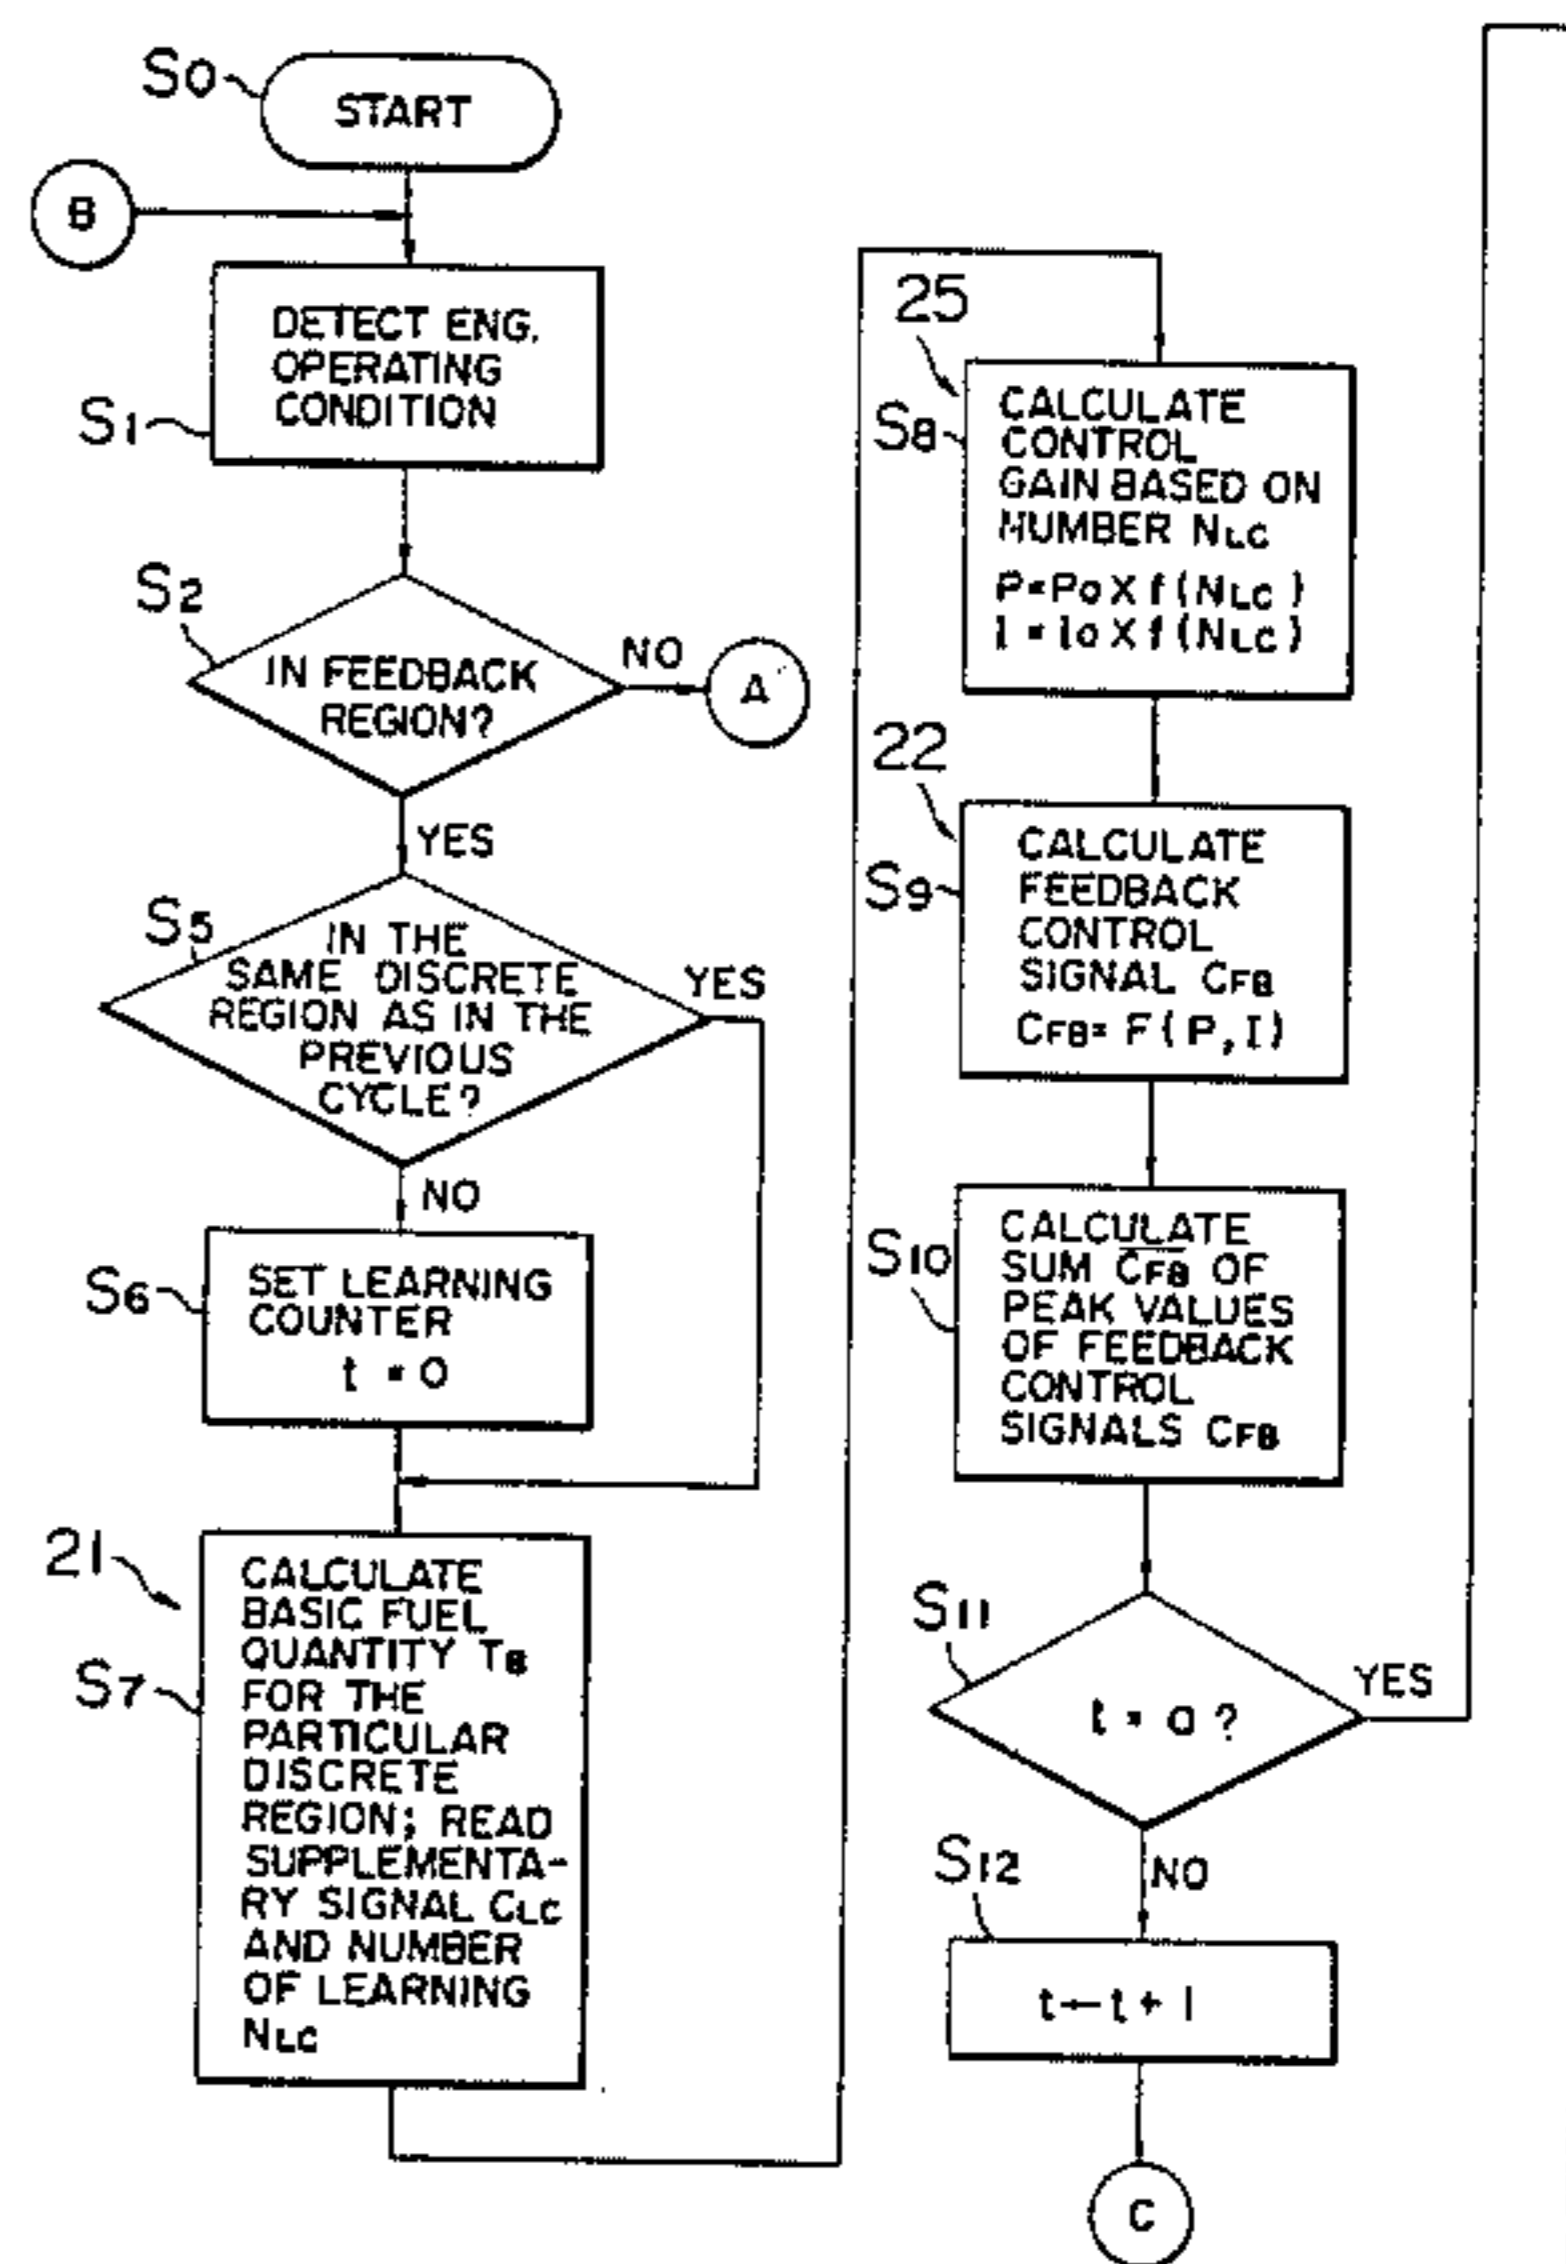 S0
START
B
DETECT ENG.
OPERATING
CONDITION
S1
S2
IN FEEDBACK
REGION?
NO
A
YES
S5
IN THE
SAME DISCRETE
REGION AS IN THE
PREVIOUS
CYCLE?
YES
NO
S6
SET LEARNING
COUNTER
t = 0
21
S7
CALCULATE
BASIC FUEL
QUANTITY TB
FOR THE
PARTICULAR
DISCRETE
REGION; READ
SUPPLEMENTA-
RY SIGNAL CLC
AND NUMBER
OF LEARNING
NLC
25
S8
CALCULATE
CONTROL
GAIN BASED ON
NUMBER NLC
P=PoXf(NLC)
I=IoXf(NLC)
22
S9
CALCULATE
FEEDBACK
CONTROL
SIGNAL CFB
CFB=F(P,I)
S10
CALCULATE
SUM C̅F̅B̅ OF
PEAK VALUES
OF FEEDBACK
CONTROL
SIGNALS CFB
S11
t = a ?
YES
NO
S12
t←t+1
C